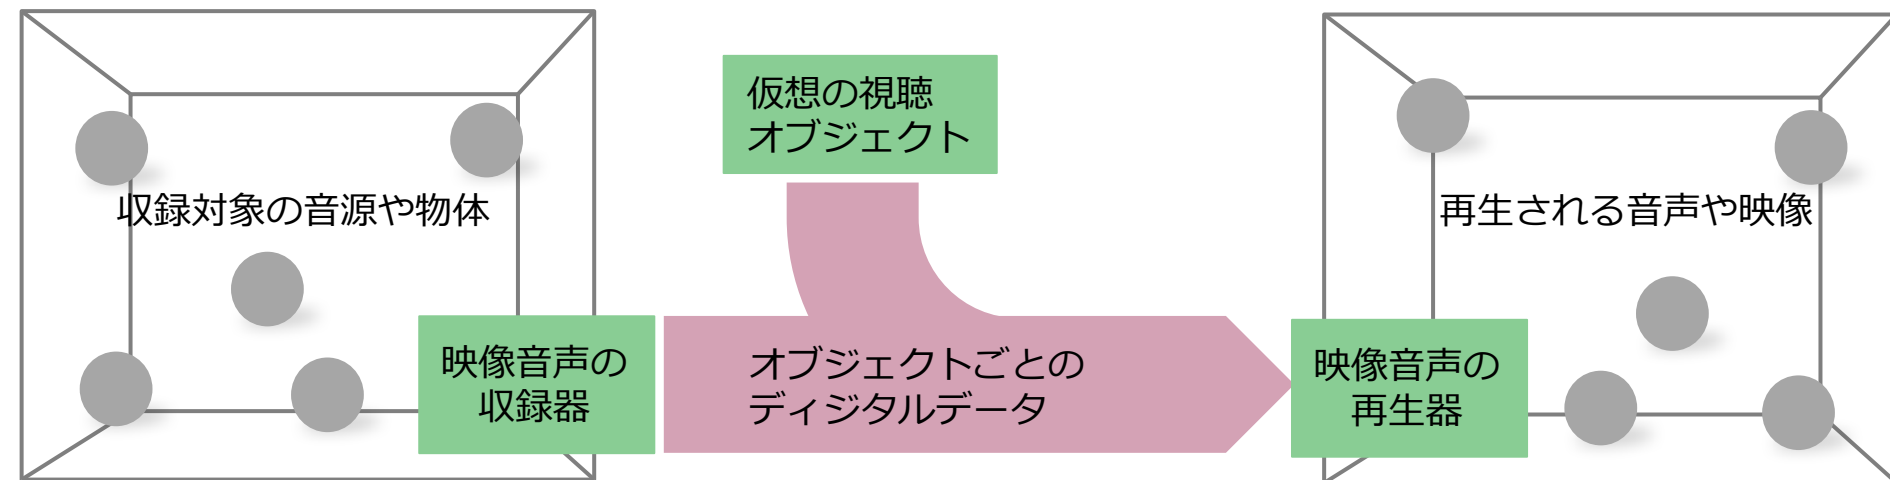 収録対象の音源や物体
映像音声の
収録器
仮想の視聴
オブジェクト
オブジェクトごとの
ディジタルデータ
再生される音声や映像
映像音声の
再生器